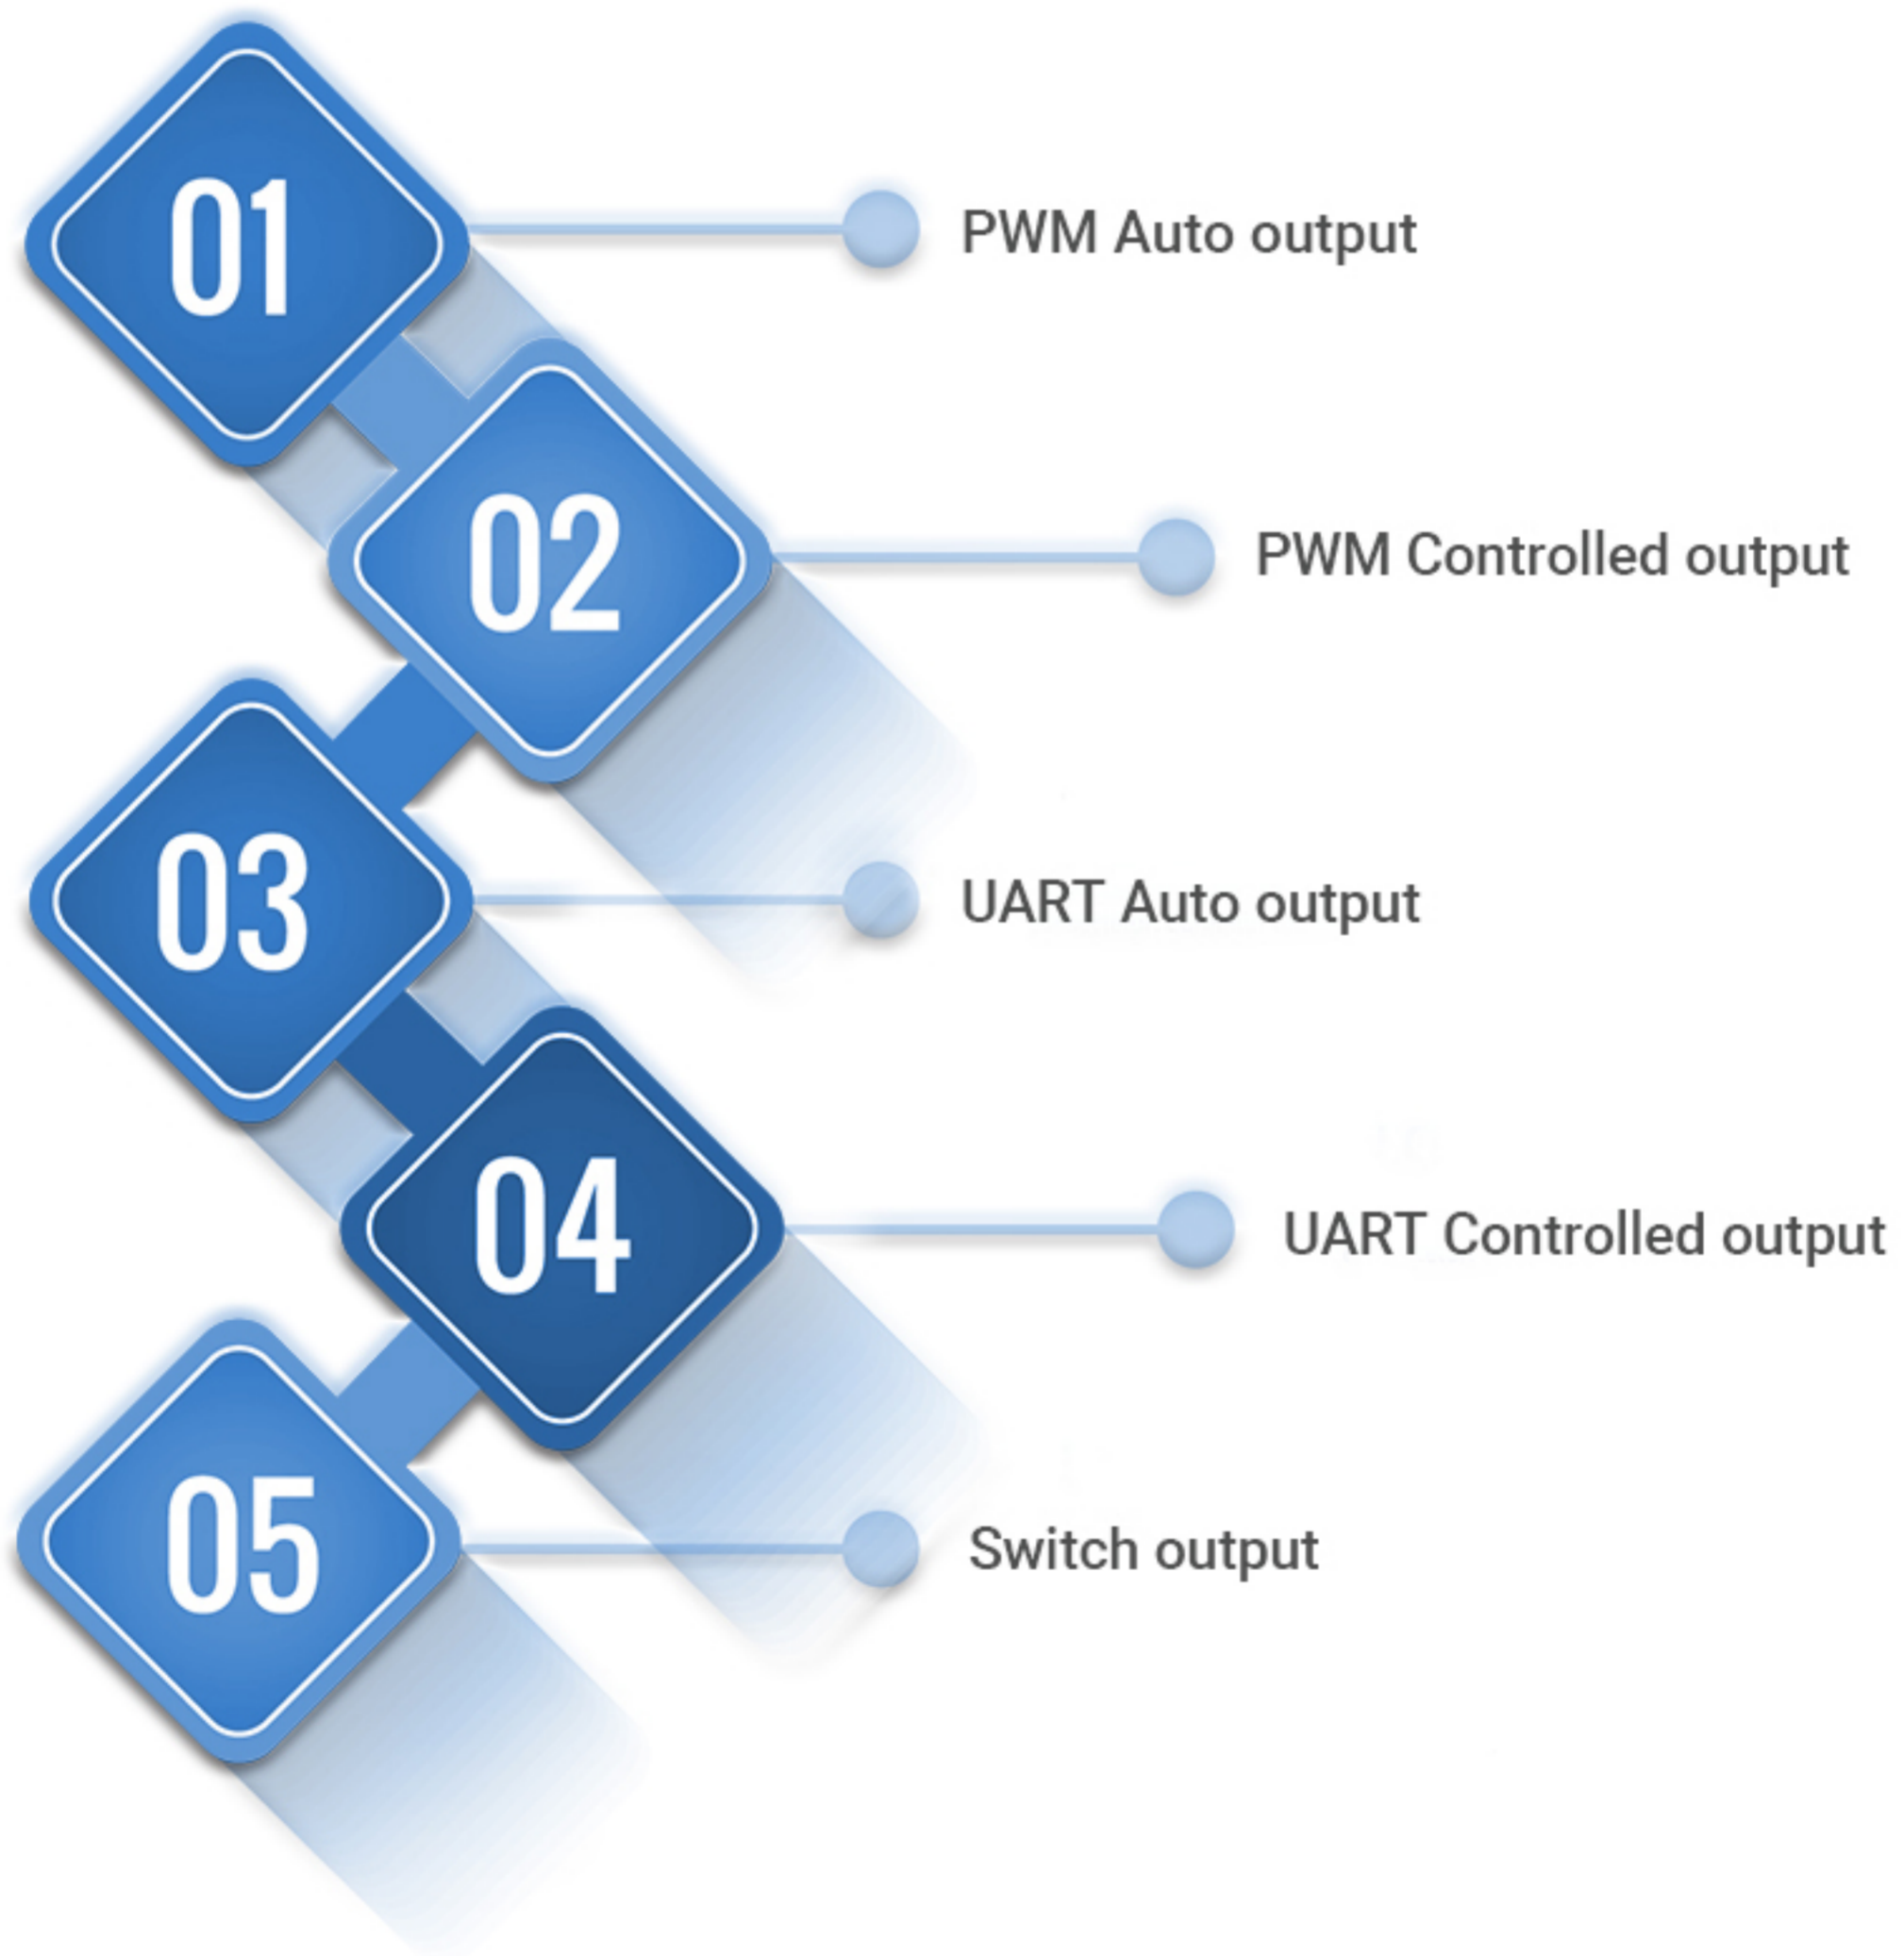 01
PWM Auto output
02
PWM Controlled output
03
UART Auto output
04
UART Controlled output
05
Switch output